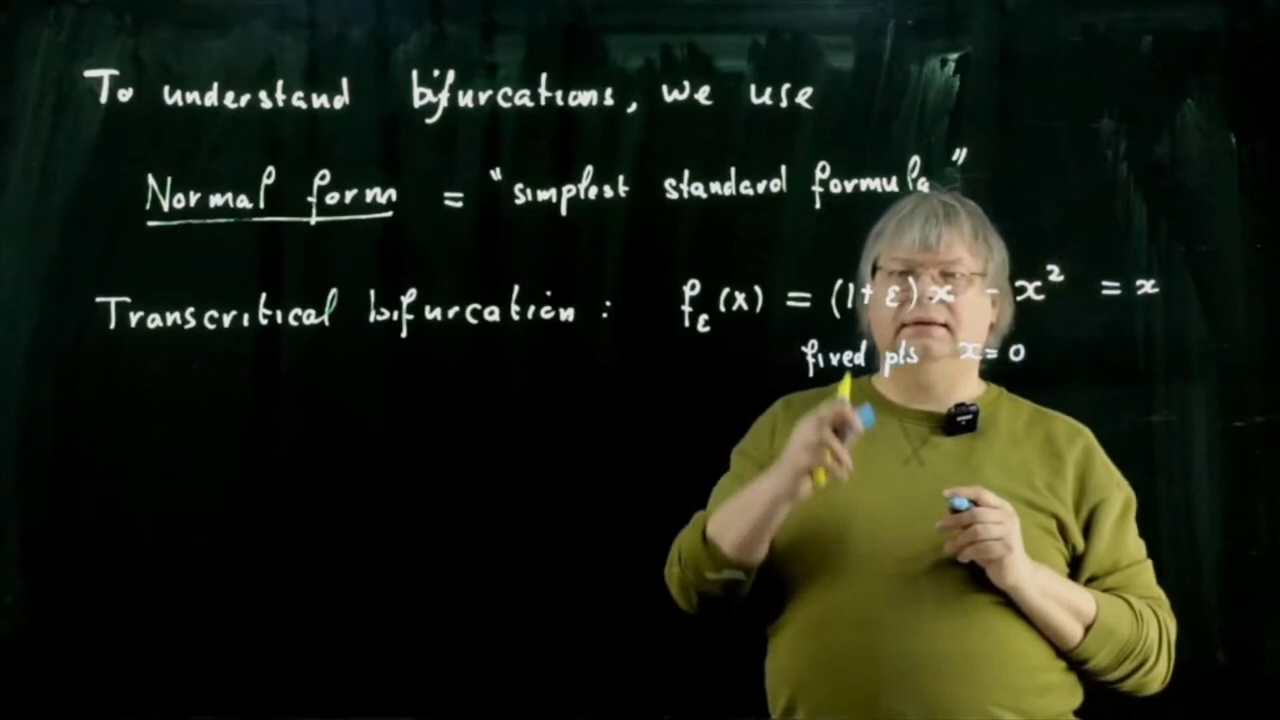 To understand bifurcations, we use
Normal form = "simplest standard formula"
Transcritical bifurcation : f_ε(x) = (1+ε)x - x² = x
fixed pts x=0